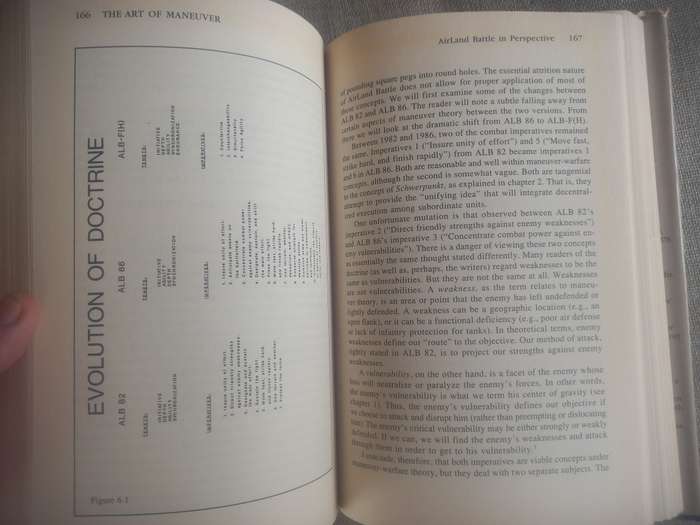 166 THE ART OF MANEUVER
EVOLUTION OF DOCTRINE
ALB 82
TENETS:
INITIATIVE
DEPTH
AGILITY
SYNCHRONIZATION
IMPERATIVES:
ALB 86
TENETS:
INITIATIVE
AGILITY
DEPTH
SYNCHRONIZATION
IMPERATIVES:
ALB-F(H)
TENETS:
INITIATIVE
DEPTH
AGILITY
SYNCHRONIZATION
ENDURANCE
IMPERATIVES:
Figure 6.1
AirLand Battle in Perspective 167
of pounding square pegs into round holes. The essential attrition nature
of AirLand Battle does not allow for proper application of most
of these concepts. We will first examine some of the changes between
ALB 82 and ALB 86. The reader will note a subtle falling away from
certain aspects of maneuver theory between the two versions. From
there we will look at the dramatic shift from ALB 86 to ALB-F(H).
Between 1982 and 1986, two of the combat imperatives remained
the same. Imperatives 1 ("Insure unity of effort") and 5 ("Move fast,
strike hard, and finish rapidly") from ALB 82 became imperatives 1
and 6 in ALB 86. Both are reasonable and well within maneuver-warfare
concepts, although the second is somewhat vague. Both are tangential
to the concept of Schwerpunkt, as explained in chapter 2. That is, they
attempt to provide the "unifying idea" that will integrate decentral-
ized execution among subordinate units.
One unfortunate mutation is that observed between ALB 82's
imperative 2 ("Direct friendly strengths against enemy weaknesses")
and ALB 86's imperative 3 ("Concentrate combat power against en-
emy vulnerabilities"). There is a danger of viewing these two concepts
as essentially the same thought stated differently. Many readers of the
doctrine (as well as, perhaps, the writers) regard weaknesses to be the
same as vulnerabilities. But they are not the same at all. Weaknesses
are not vulnerabilities. A weakness, as the term relates to maneu-
ver theory, is an area or point that the enemy has left undefended or
lightly defended. A weakness can be a geographic location (e.g., an
open flank), or it can be a functional deficiency (e.g., poor air defense
or lack of infantry protection for tanks). In theoretical terms, enemy
weaknesses define our "route" to the objective. Our method of attack,
rightly stated in ALB 82, is to project our strengths against enemy
weaknesses.
A vulnerability, on the other hand, is a facet of the enemy whose
loss will neutralize or paralyze the enemy's forces. In other words,
the enemy's vulnerability is what we term his center of gravity (see
chapter 1). Thus, the enemy's vulnerability defines our objective if
we choose to attack and disrupt him (rather than preempting or dislocating
him). The enemy's critical vulnerability may be either strongly or weakly
defended. If we can, we will find the enemy's weaknesses and attack
through them in order to get to his vulnerability.
I conclude, therefore, that both imperatives are viable concepts under
maneuver-warfare theory, but they deal with two separate subjects. The